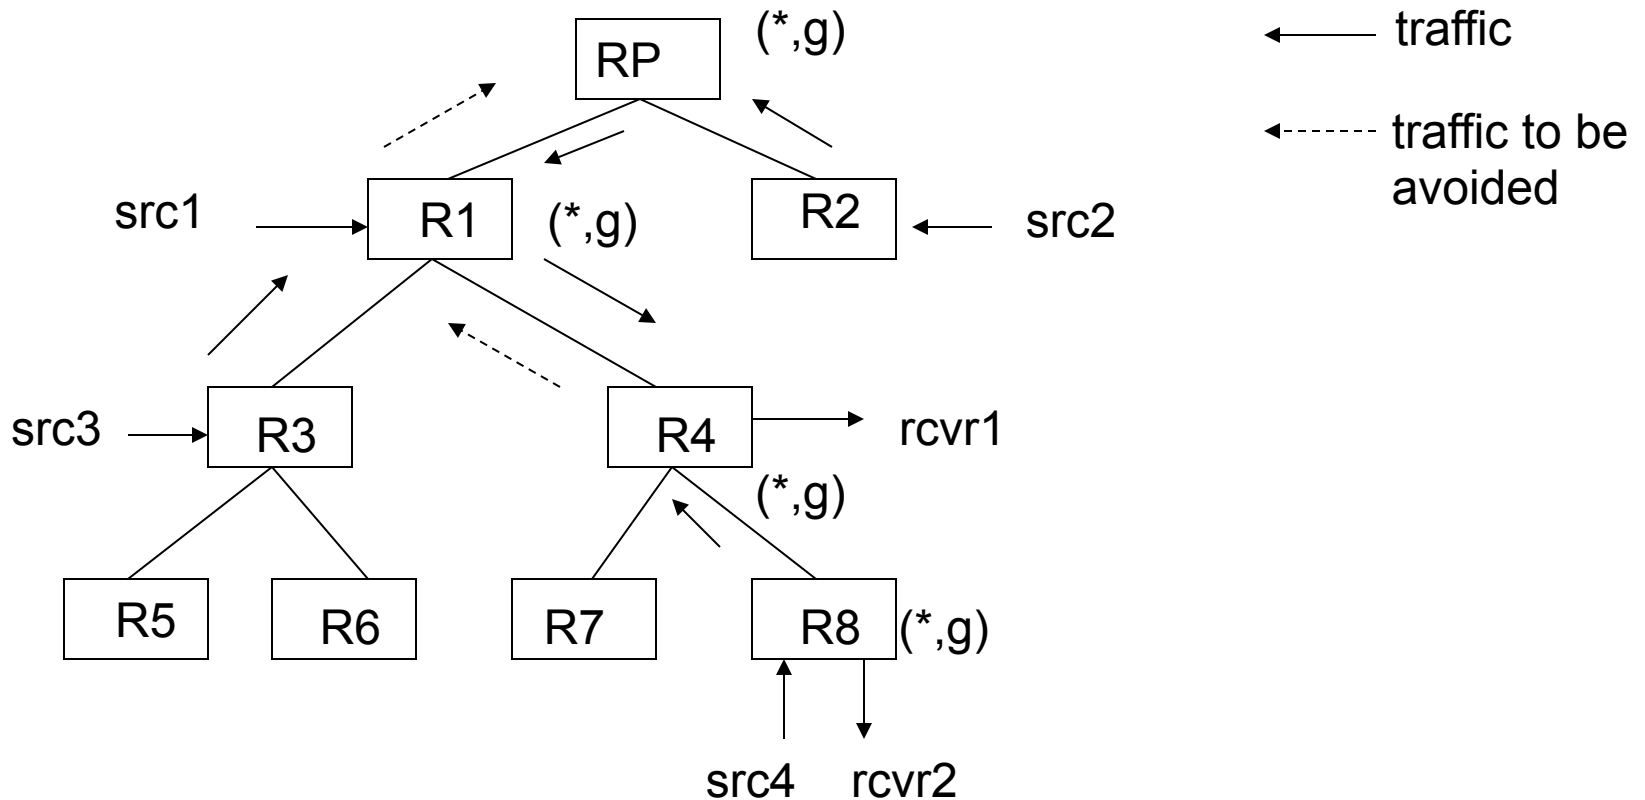 RP
(*,g)
traffic
traffic to be
avoided
src1
R1
(*,g)
R2
src2
src3
R3
R4
rcvr1
(*,g)
R5
R6
R7
R8
(*,g)
src4
rcvr2